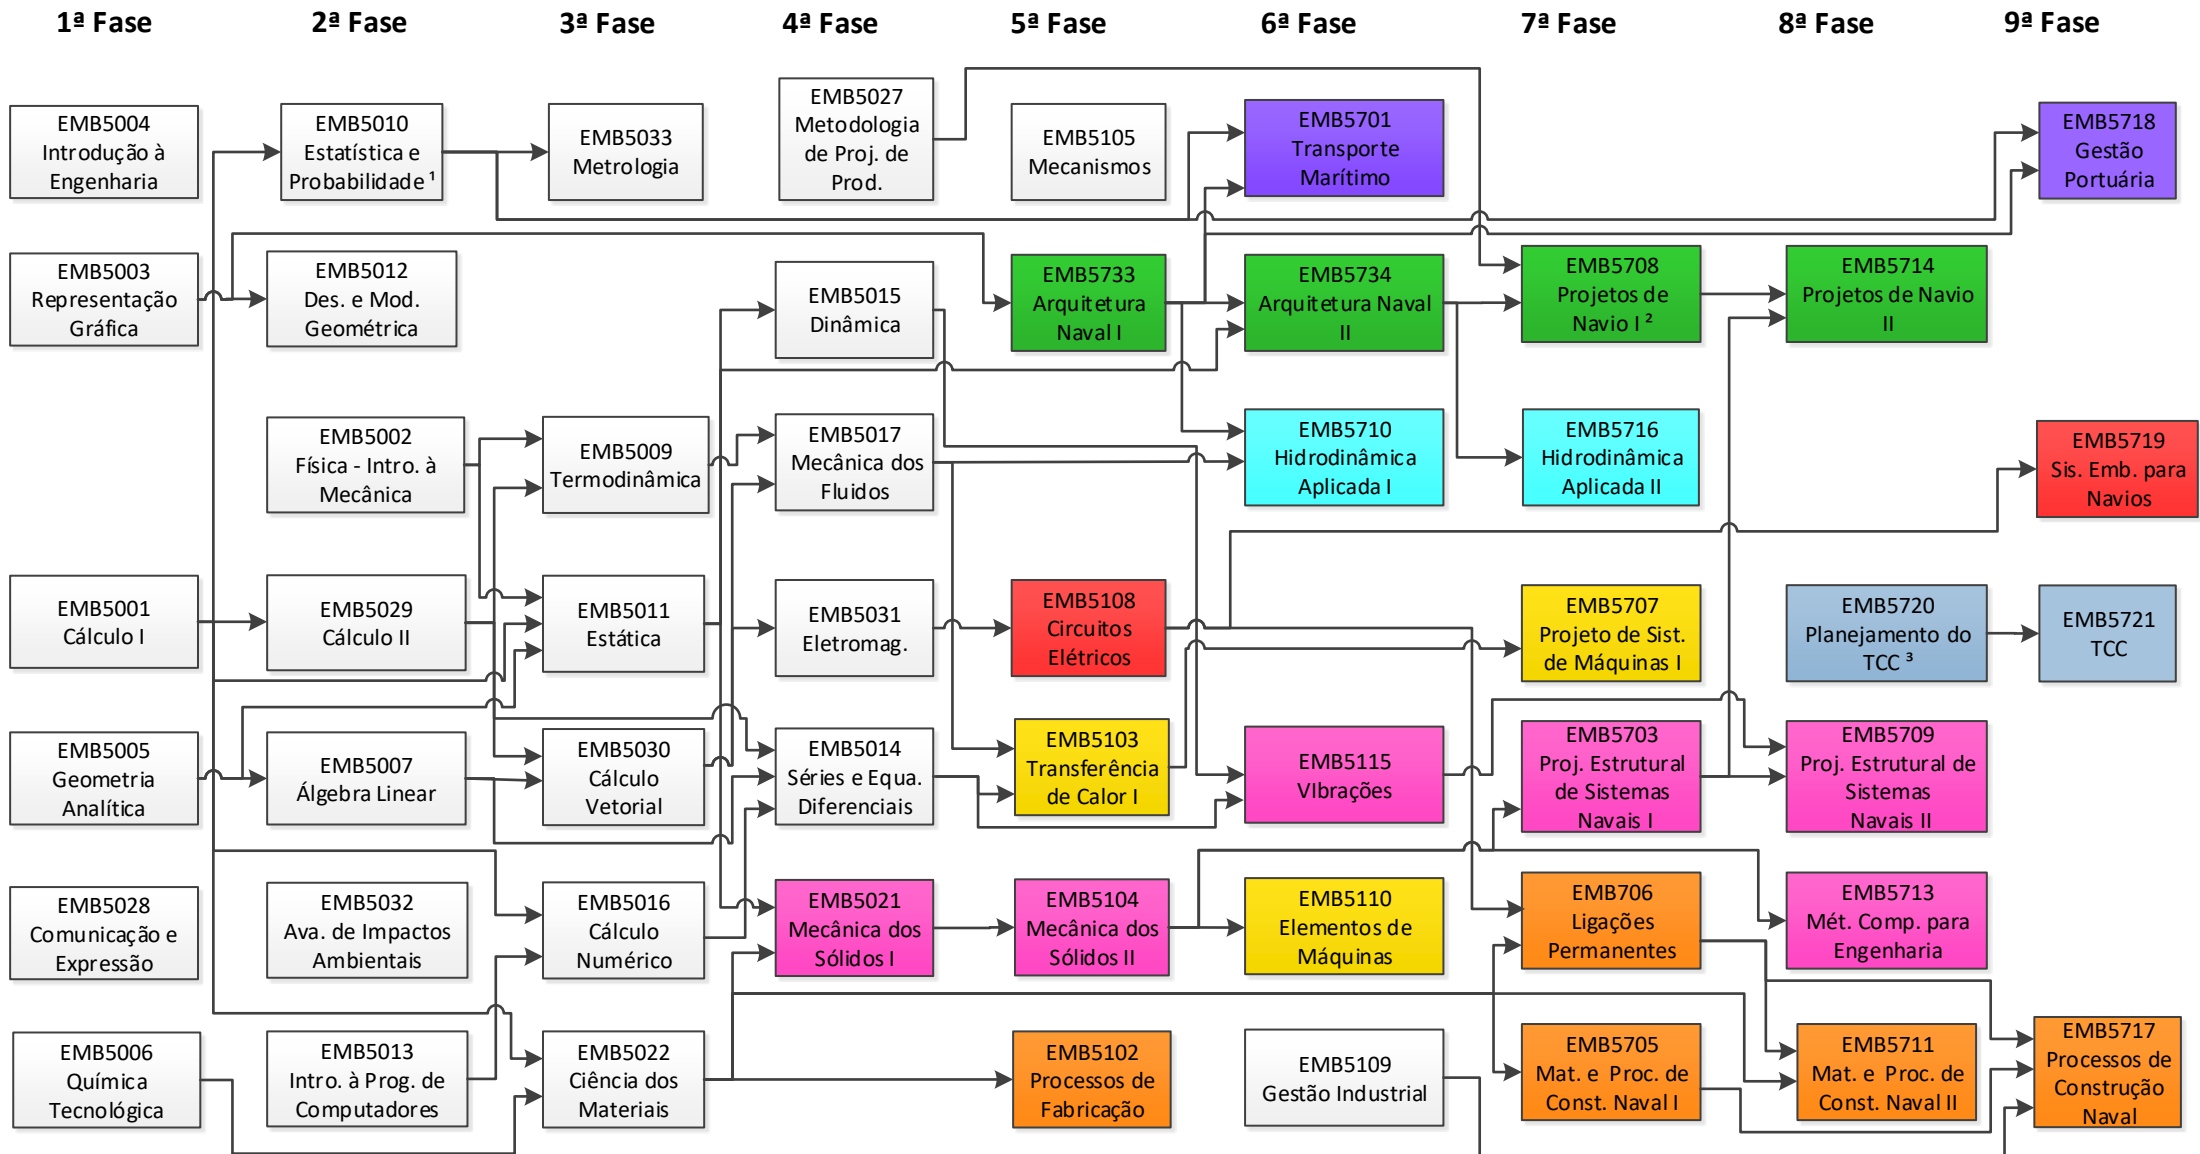 1ª Fase
2ª Fase
3ª Fase
4ª Fase
5ª Fase
6ª Fase
7ª Fase
8ª Fase
9ª Fase
EMB5004
Introdução à
Engenharia
EMB5003
Representação
Gráfica
EMB5001
Cálculo I
EMB5005
Geometria
Analítica
EMB5028
Comunicação e
Expressão
EMB5006
Química
Tecnológica
EMB5010
Estatística e
Probabilidade ¹
EMB5012
Des. e Mod.
Geométrica
EMB5002
Física - Intro. à
Mecânica
EMB5029
Cálculo II
EMB5007
Álgebra Linear
EMB5032
Ava. de Impactos
Ambientais
EMB5013
Intro. à Prog. de
Computadores
EMB5033
Metrologia
EMB5009
Termodinâmica
EMB5011
Estática
EMB5030
Cálculo
Vetorial
EMB5016
Cálculo
Numérico
EMB5022
Ciência dos
Materiais
EMB5027
Metodologia
de Proj. de
Prod.
EMB5015
Dinâmica
EMB5017
Mecânica dos
Fluidos
EMB5031
Eletromag.
EMB5014
Séries e Equa.
Diferenciais
EMB5021
Mecânica dos
Sólidos I
EMB5105
Mecanismos
EMB5733
Arquitetura
Naval I
EMB5108
Circuitos
Elétricos
EMB5103
Transferência
de Calor I
EMB5104
Mecânica dos
Sólidos II
EMB5102
Processos de
Fabricação
EMB5701
Transporte
Marítimo
EMB5734
Arquitetura Naval
II
EMB5710
Hidrodinâmica
Aplicada I
EMB5115
VIbrações
EMB5110
Elementos de
Máquinas
EMB5109
Gestão Industrial
EMB5708
Projetos de
Navio I ²
EMB5716
Hidrodinâmica
Aplicada II
EMB5707
Projeto de Sist.
de Máquinas I
EMB5703
Proj. Estrutural
de Sistemas
Navais I
EMB706
Ligações
Permanentes
EMB5705
Mat. e Proc. de
Const. Naval I
EMB5714
Projetos de Navio
II
EMB5720
Planejamento do
TCC ³
EMB5709
Proj. Estrutural de
Sistemas
Navais II
EMB5713
Mét. Comp. para
Engenharia
EMB5711
Mat. e Proc. de
Const. Naval II
EMB5718
Gestão
Portuária
EMB5719
Sis. Emb. para
Navios
EMB5721
TCC
EMB5717
Processos de
Construção
Naval